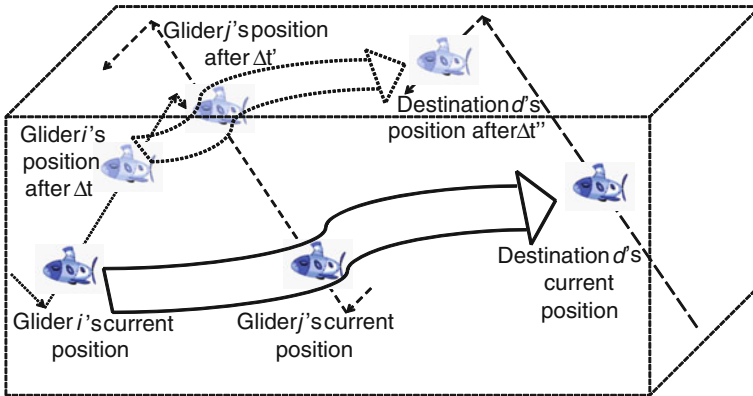 Glider j's position
after Δt'
Destination d's
position after Δt''
Glider i's
position
after Δt
Destination d's
current
position
Glider i's current
position
Glider j's current
position